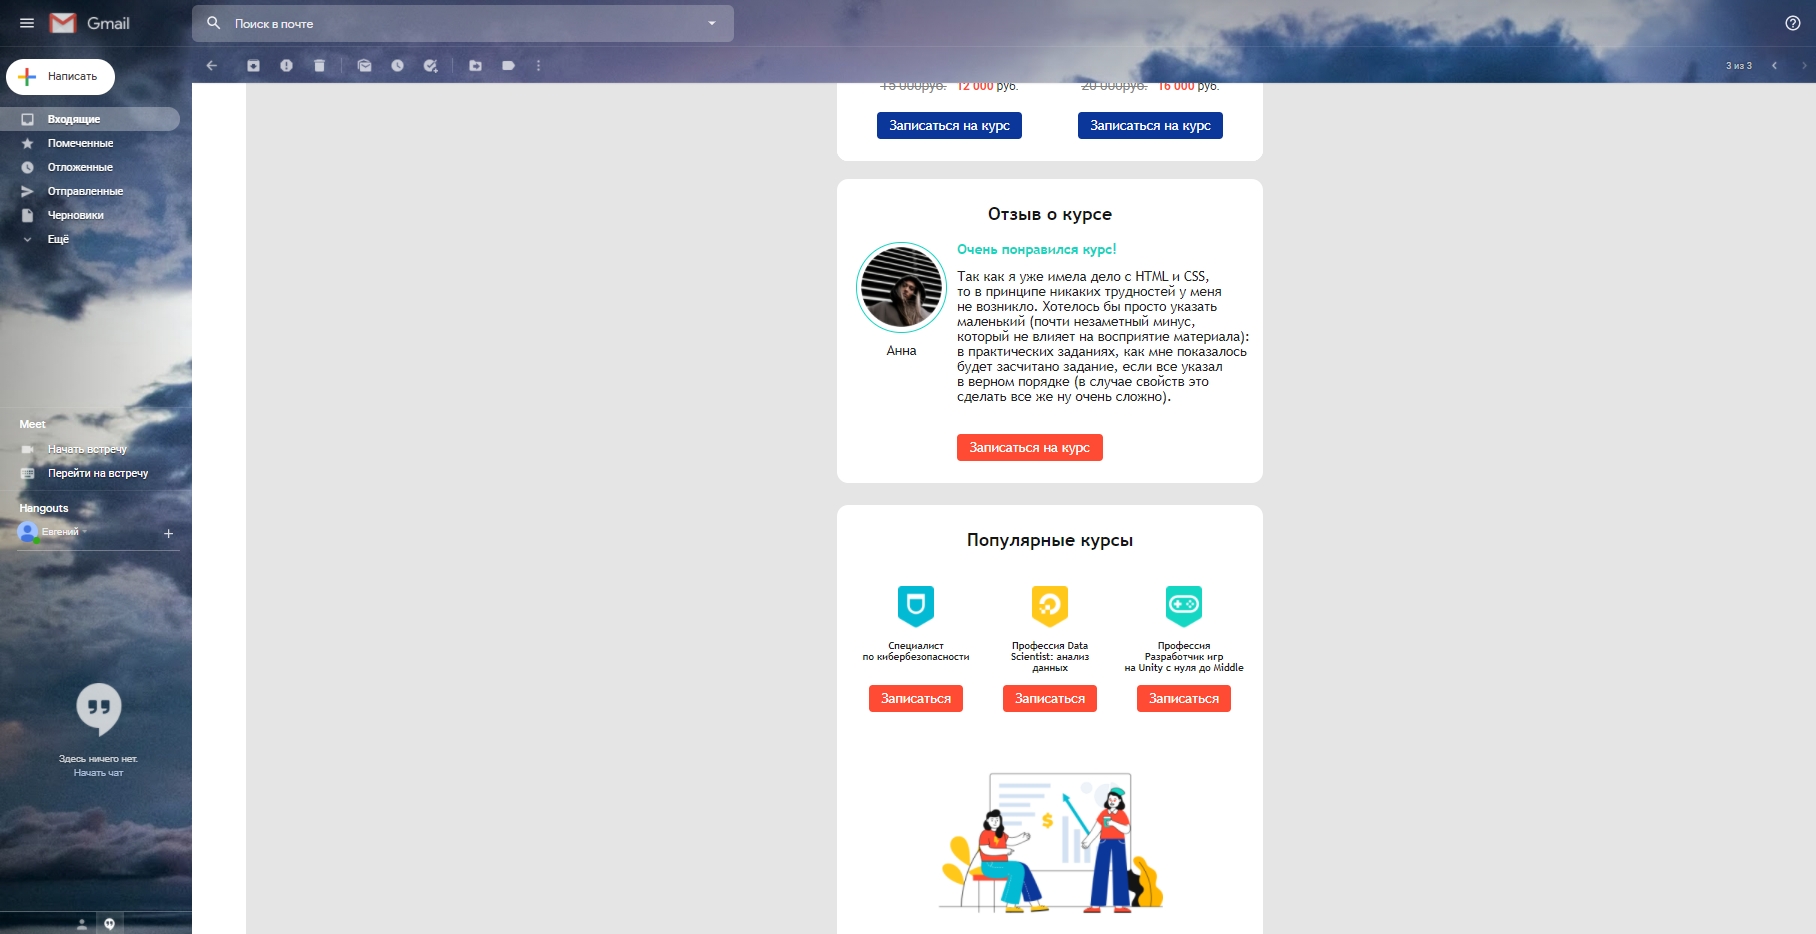 Gmail
Поиск в почте
3 из 3
Написать
Входящие
Помеченные
Отложенные
Отправленные
Черновики
Ещё
Meet
Начать встречу
Перейти на встречу
Hangouts
Евгений
Здесь ничего нет.
Начать чат
15 000руб. 12 000 руб.
20 000руб. 16 000 руб.
Записаться на курс
Записаться на курс
Отзыв о курсе
Анна
Очень понравился курс!
Так как я уже имела дело с HTML и CSS,
то в принципе никаких трудностей у меня
не возникло. Хотелось бы просто указать
маленький (почти незаметный минус,
который не влияет на восприятие материала):
в практических заданиях, как мне показалось
будет засчитано задание, если все указал
в верном порядке (в случае свойств это
сделать все же ну очень сложно).
Записаться на курс
Популярные курсы
Специалист
по кибербезопасности
Записаться
Профессия Data
Scientist: анализ
данных
Записаться
Профессия
Разработчик игр
на Unity с нуля до Middle
Записаться
$